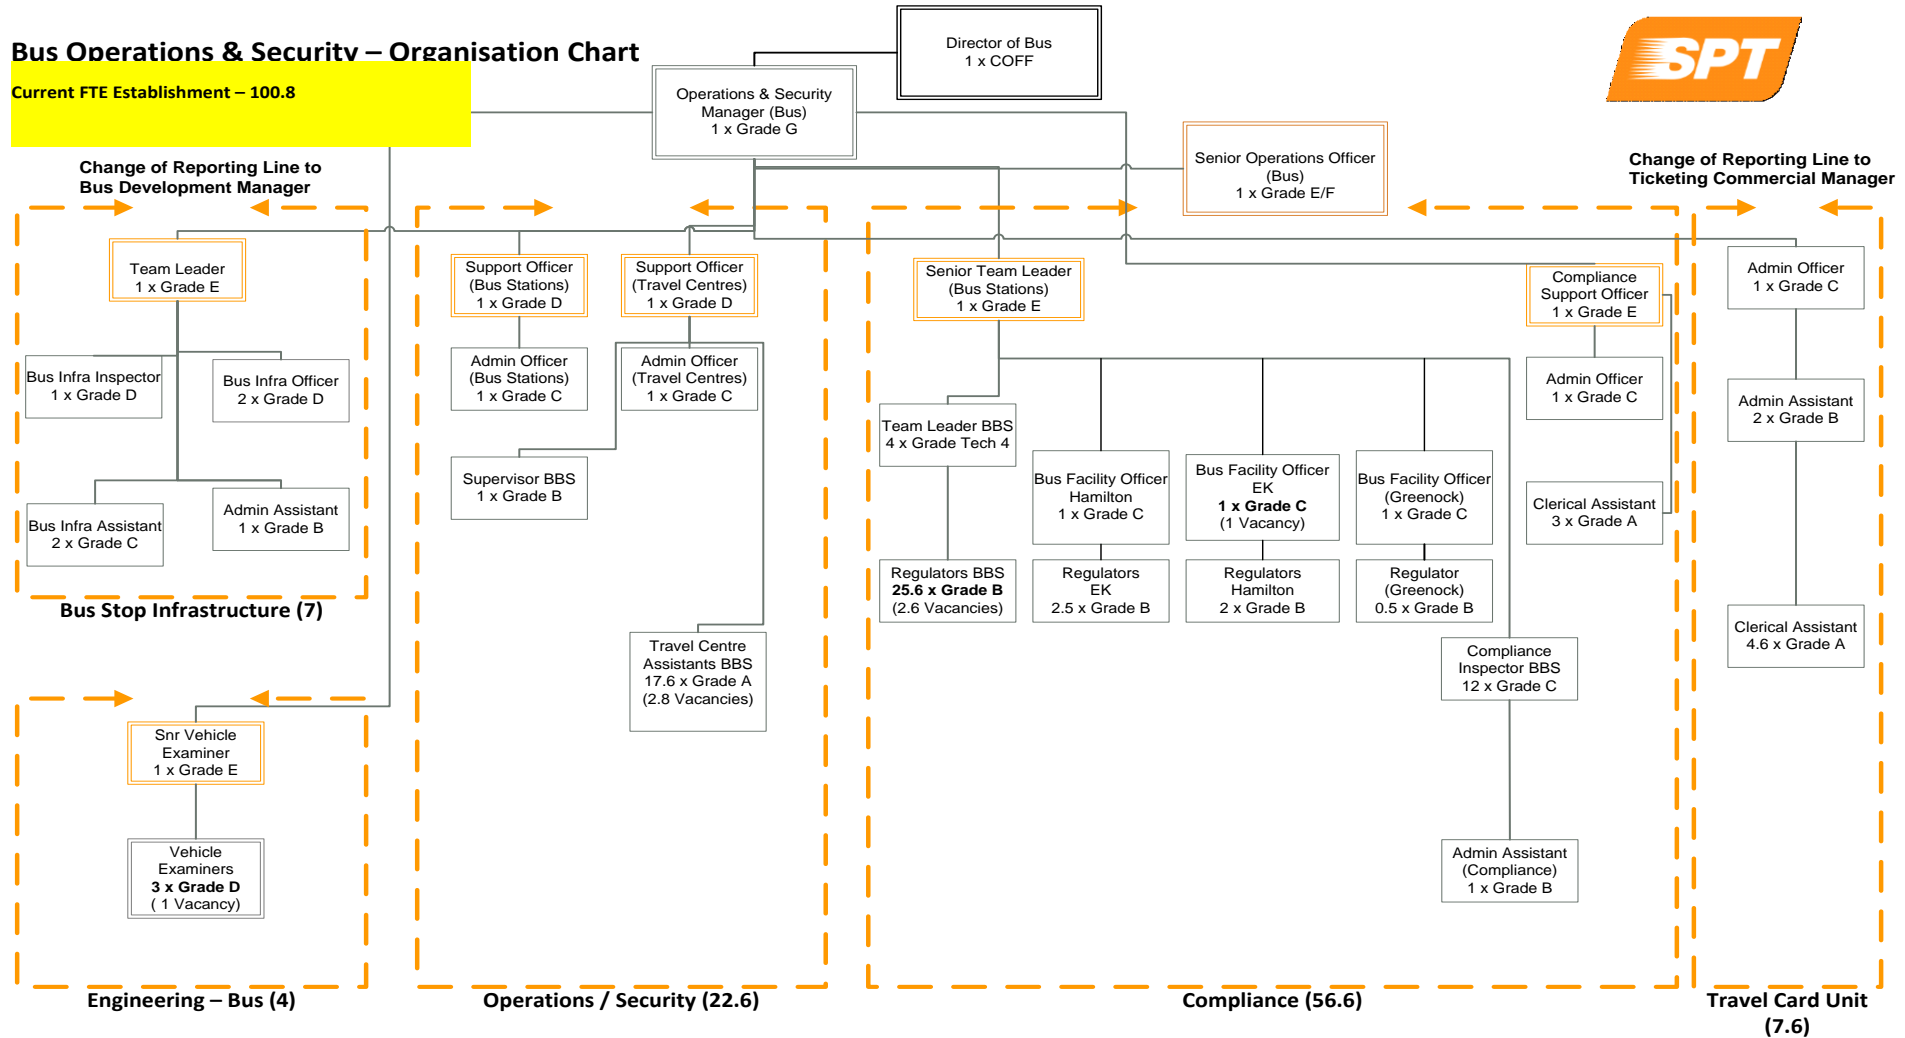 Bus Operations & Security – Organisation Chart
Current FTE Establishment – 100.8
Director of Bus
1 x COFF
SPT
Operations & Security
Manager (Bus)
1 x Grade G
Senior Operations Officer
(Bus)
1 x Grade E/F
Change of Reporting Line to
Bus Development Manager
Change of Reporting Line to
Ticketing Commercial Manager
Team Leader
1 x Grade E
Bus Infra Inspector
1 x Grade D
Bus Infra Officer
2 x Grade D
Bus Infra Assistant
2 x Grade C
Admin Assistant
1 x Grade B
Bus Stop Infrastructure (7)
Snr Vehicle
Examiner
1 x Grade E
Vehicle
Examiners
3 x Grade D
( 1 Vacancy)
Engineering – Bus (4)
Support Officer
(Bus Stations)
1 x Grade D
Support Officer
(Travel Centres)
1 x Grade D
Admin Officer
(Bus Stations)
1 x Grade C
Admin Officer
(Travel Centres)
1 x Grade C
Supervisor BBS
1 x Grade B
Travel Centre
Assistants BBS
17.6 x Grade A
(2.8 Vacancies)
Operations / Security (22.6)
Senior Team Leader
(Bus Stations)
1 x Grade E
Compliance
Support Officer
1 x Grade E
Admin Officer
1 x Grade C
Team Leader BBS
4 x Grade Tech 4
Bus Facility Officer
Hamilton
1 x Grade C
Bus Facility Officer
EK
1 x Grade C
(1 Vacancy)
Bus Facility Officer
(Greenock)
1 x Grade C
Clerical Assistant
3 x Grade A
Regulators BBS
25.6 x Grade B
(2.6 Vacancies)
Regulators
EK
2.5 x Grade B
Regulators
Hamilton
2 x Grade B
Regulator
(Greenock)
0.5 x Grade B
Compliance
Inspector BBS
12 x Grade C
Admin Assistant
(Compliance)
1 x Grade B
Compliance (56.6)
Admin Officer
1 x Grade C
Admin Assistant
2 x Grade B
Clerical Assistant
4.6 x Grade A
Travel Card Unit
(7.6)